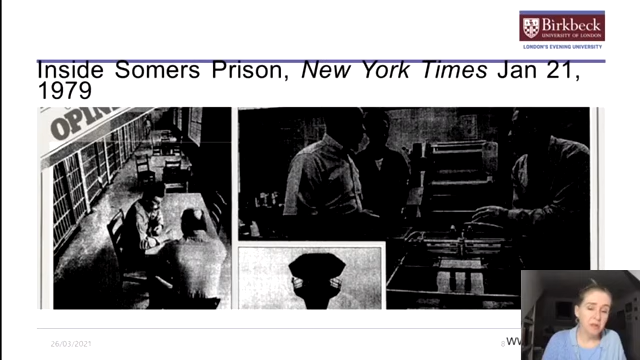 Birkbeck
UNIVERSITY OF LONDON
LONDON'S EVENING UNIVERSITY
Inside Somers Prison, New York Times Jan 21,
1979
26/03/2021
8